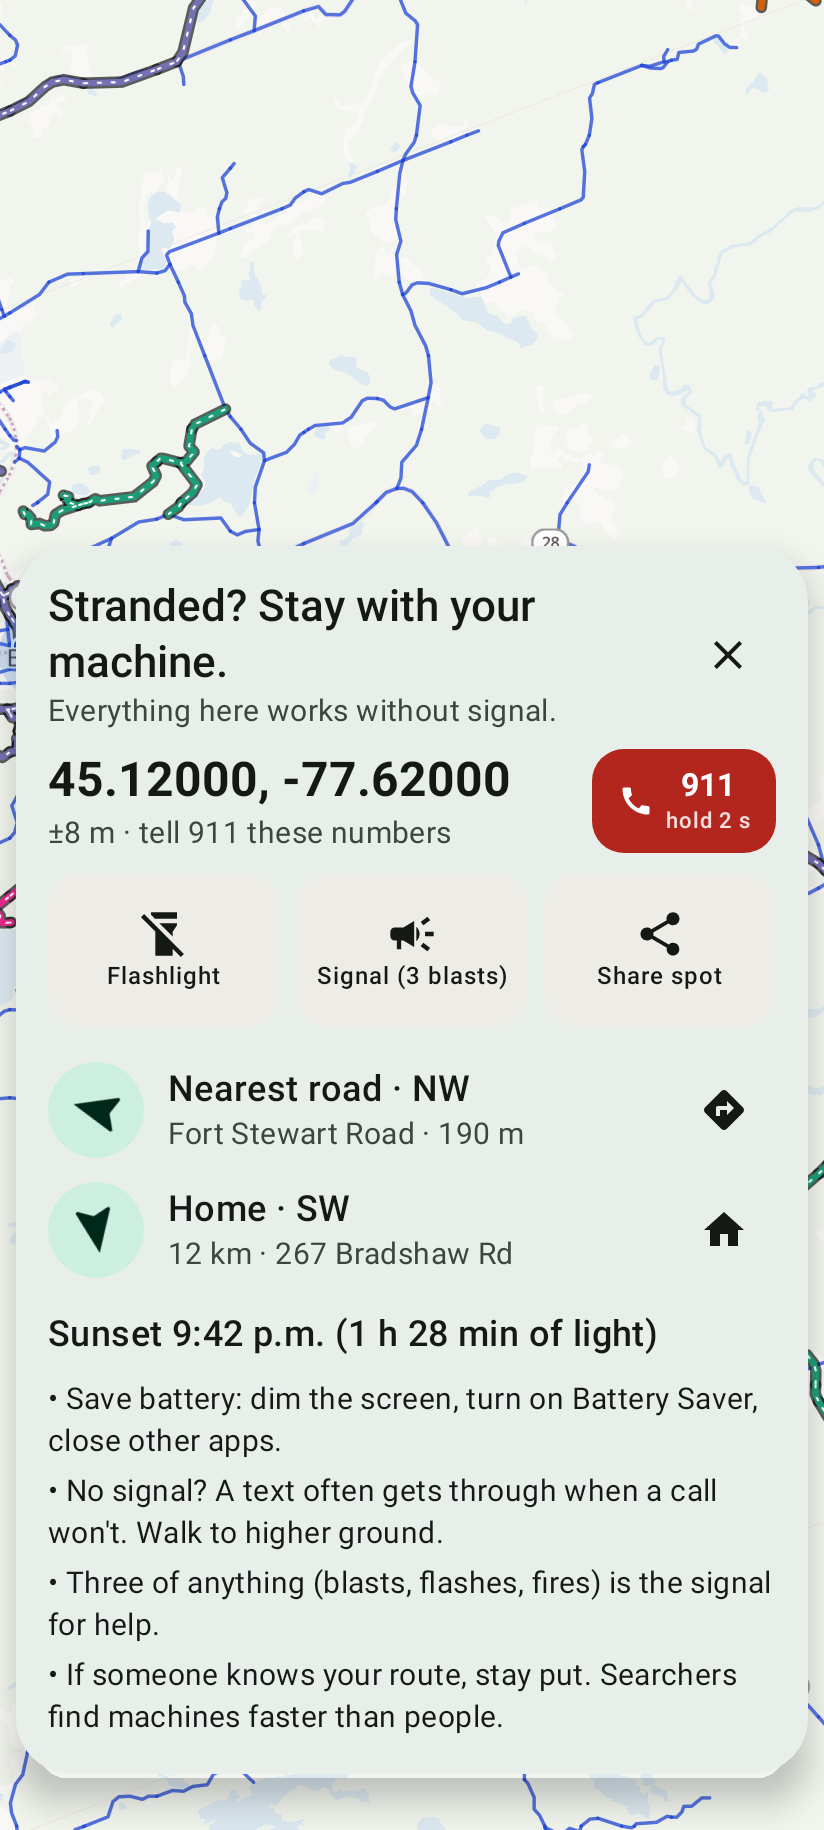 28
Stranded? Stay with your
machine.
Everything here works without signal.
45.12000, -77.62000
±8 m · tell 911 these numbers
911
hold 2 s
Flashlight
Signal (3 blasts)
Share spot
Nearest road · NW
Fort Stewart Road · 190 m
Home · SW
12 km · 267 Bradshaw Rd
Sunset 9:42 p.m. (1 h 28 min of light)
• Save battery: dim the screen, turn on Battery Saver,
close other apps.
• No signal? A text often gets through when a call
won't. Walk to higher ground.
• Three of anything (blasts, flashes, fires) is the signal
for help.
• If someone knows your route, stay put. Searchers
find machines faster than people.